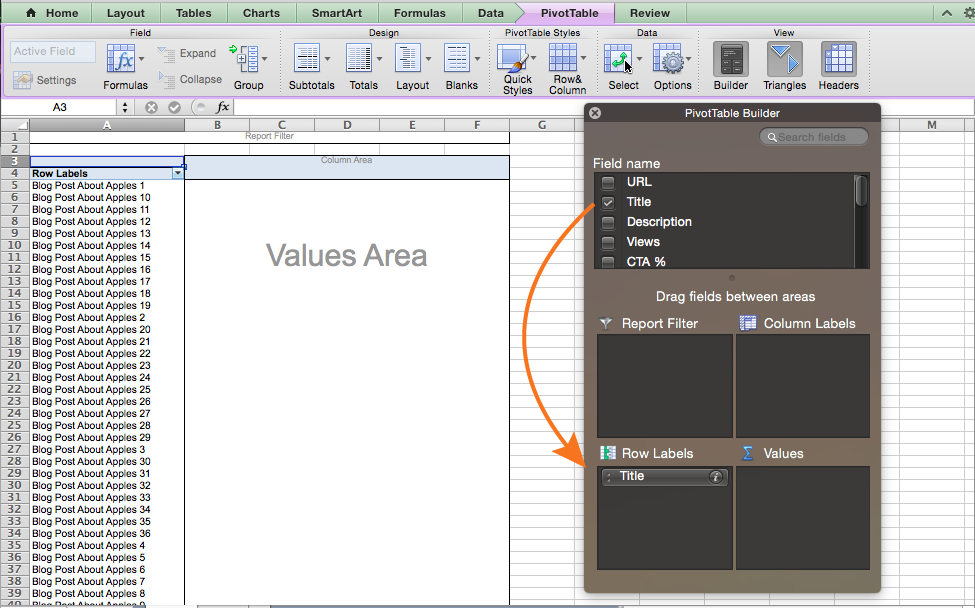 Home Layout Tables Charts SmartArt Formulas Data PivotTable Review
Field Design PivotTable Styles Data View
Active Field
Settings
fx
Formulas
Expand
Collapse
Group
Subtotals
Totals
Layout
Blanks
Quick Styles
Row& Column
Select
Options
Builder
Triangles
Headers
A3 fx
A B C D E F G M
1 Report Filter
2
3 Column Area
4 Row Labels
5 Blog Post About Apples 1
6 Blog Post About Apples 10
7 Blog Post About Apples 11
8 Blog Post About Apples 12
9 Blog Post About Apples 13
10 Blog Post About Apples 14
11 Blog Post About Apples 15
12 Blog Post About Apples 16
13 Blog Post About Apples 17
14 Blog Post About Apples 18
15 Blog Post About Apples 19
16 Blog Post About Apples 2
17 Blog Post About Apples 20
18 Blog Post About Apples 21
19 Blog Post About Apples 22
20 Blog Post About Apples 23
21 Blog Post About Apples 24
22 Blog Post About Apples 25
23 Blog Post About Apples 26
24 Blog Post About Apples 27
25 Blog Post About Apples 28
26 Blog Post About Apples 29
27 Blog Post About Apples 3
28 Blog Post About Apples 30
29 Blog Post About Apples 31
30 Blog Post About Apples 32
31 Blog Post About Apples 33
32 Blog Post About Apples 34
33 Blog Post About Apples 35
34 Blog Post About Apples 36
35 Blog Post About Apples 4
36 Blog Post About Apples 5
37 Blog Post About Apples 6
38 Blog Post About Apples 7
39 Blog Post About Apples 8
40 Blog Post About Apples 9
Values Area
PivotTable Builder
Search fields
Field name
URL
Title
Description
Views
CTA %
Drag fields between areas
Report Filter
Column Labels
Row Labels
Σ Values
Title